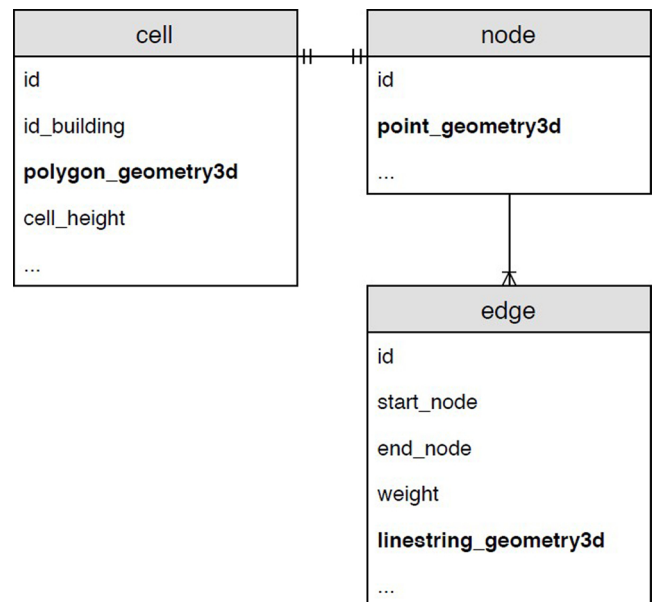 cell
id
id_building
polygon_geometry3d
cell_height
...
node
id
point_geometry3d
...
edge
id
start_node
end_node
weight
linestring_geometry3d
...